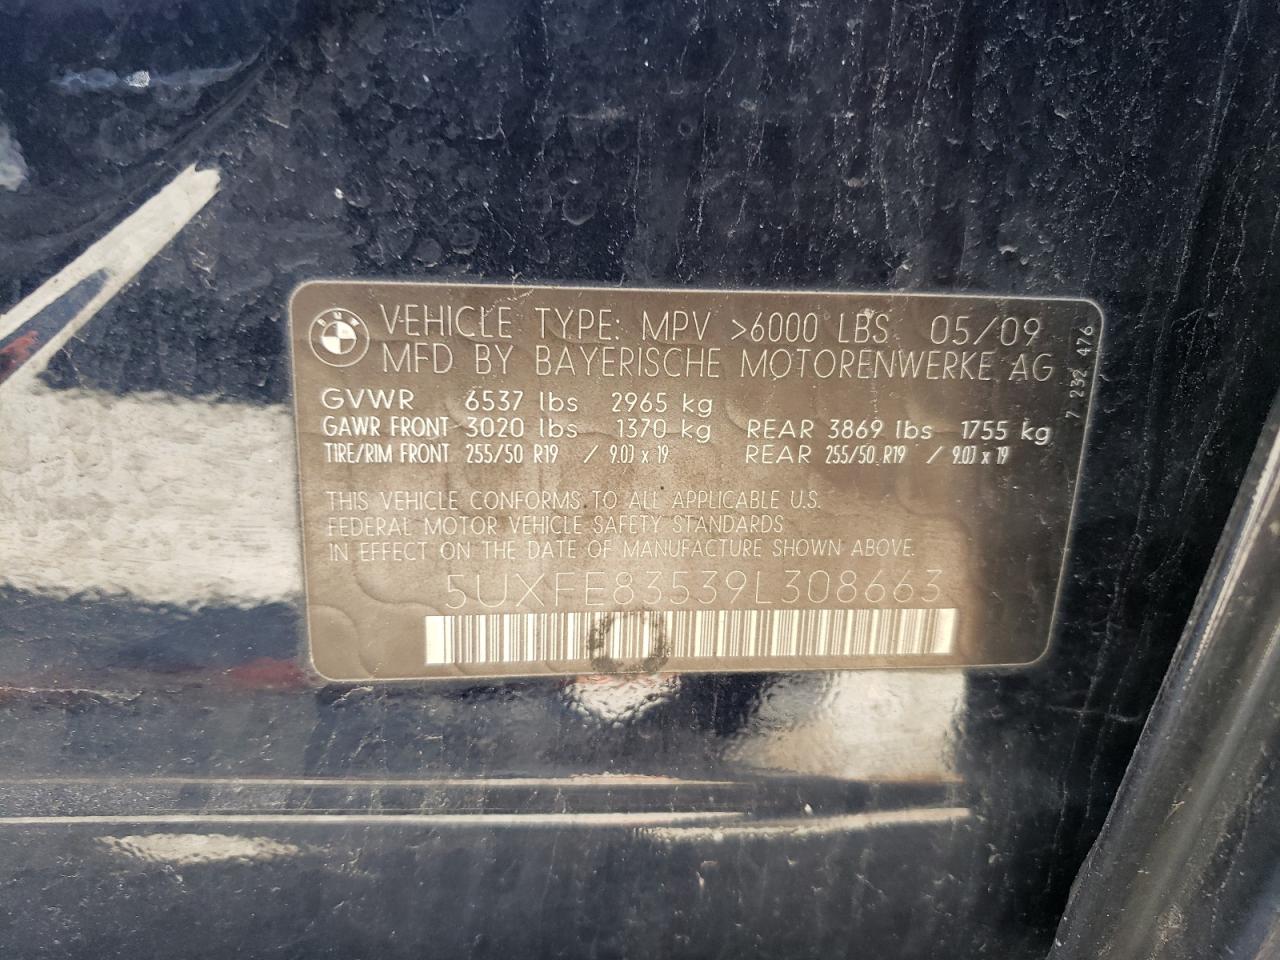 BMW
VEHICLE TYPE: MPV >6000 LBS 05/09
MFD BY BAYERISCHE MOTORENWERKE AG
GVWR 6537 lbs 2965 kg
GAWR FRONT 3020 lbs 1370 kg REAR 3869 lbs 1755 kg
TIRE/RIM FRONT 255/50 R19 / 9.0J x 19 REAR 255/50 R19 / 9.0J x 19
THIS VEHICLE CONFORMS TO ALL APPLICABLE U.S.
FEDERAL MOTOR VEHICLE SAFETY STANDARDS
IN EFFECT ON THE DATE OF MANUFACTURE SHOWN ABOVE.
5UXFE83539L308663
7 232 476